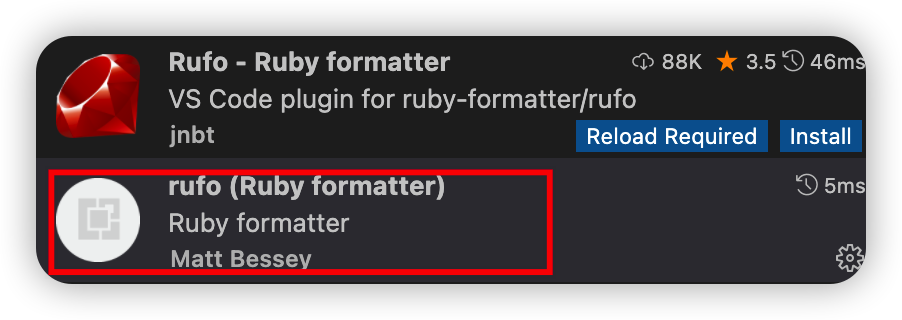 Rufo - Ruby formatter 88K 3.5 46ms
VS Code plugin for ruby-formatter/rufo
jnbt Reload Required Install
rufo (Ruby formatter) 5ms
Ruby formatter
Matt Bessey